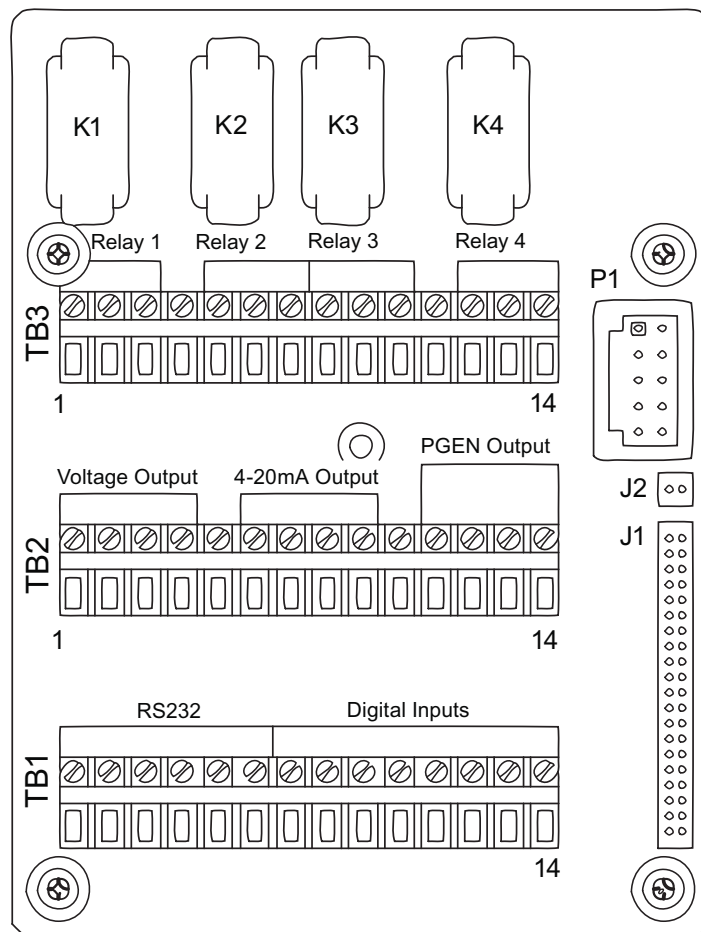 K1 K2 K3 K4
Relay 1 Relay 2 Relay 3 Relay 4
P1
TB3
1 14
PGEN Output
Voltage Output 4-20mA Output
J2
J1
TB2
1 14
RS232 Digital Inputs
TB1
14